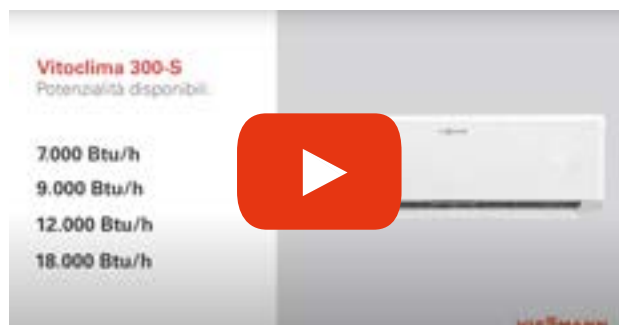 Vitoclima 300-S
Potenzialità disponibili:
7.000 Btu/h
9.000 Btu/h
12.000 Btu/h
18.000 Btu/h